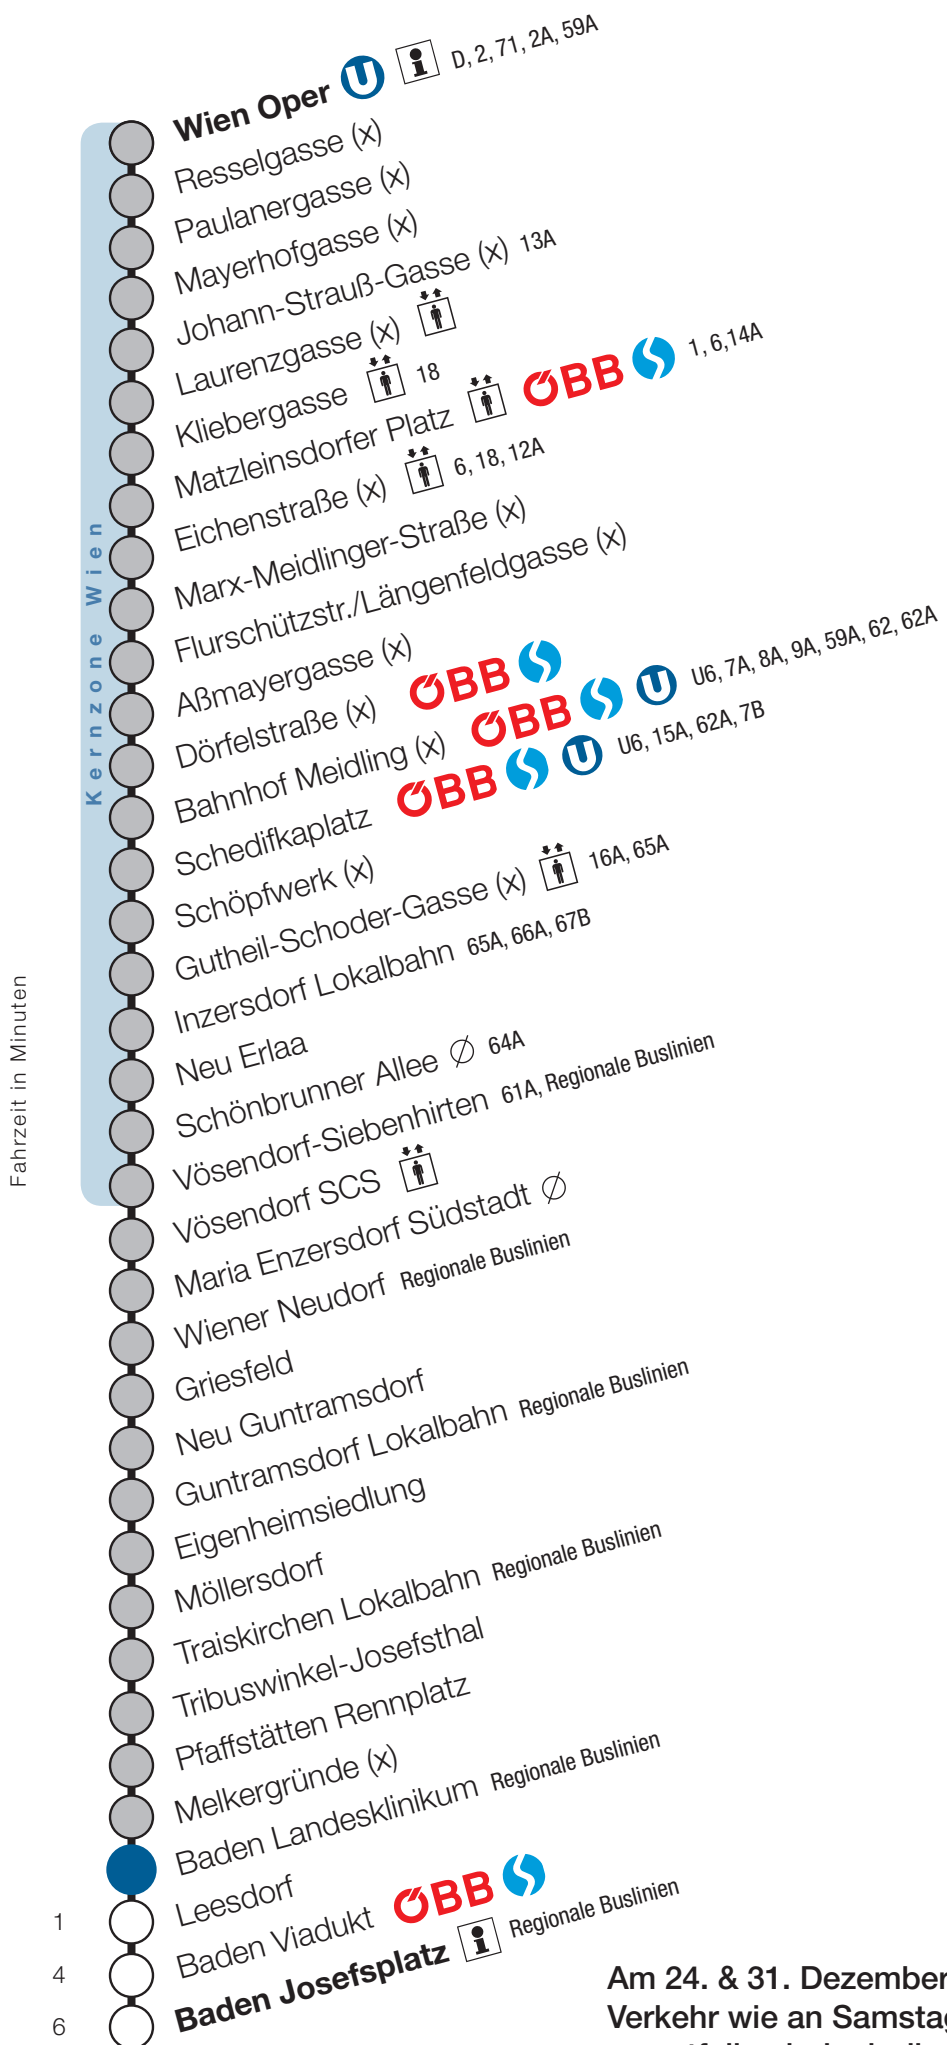 Wien Oper U i D, 2, 71, 2A, 59A
Resselgasse (x)
Paulanergasse (x)
Mayerhofgasse (x)
Johann-Strauß-Gasse (x) 13A
Laurenzgasse (x)
Kliebergasse 18
Matzleinsdorfer Platz ÖBB S 1, 6,14A
Eichenstraße (x) 6, 18, 12A
Marx-Meidlinger-Straße (x)
Flurschützstr./Längenfeldgasse (x)
Aßmayergasse (x)
Dörfelstraße (x) ÖBB S
Bahnhof Meidling (x) ÖBB S U U6, 7A, 8A, 9A, 59A, 62, 62A
Schedifkaplatz ÖBB S U U6, 15A, 62A, 7B
Schöpfwerk (x)
Gutheil-Schoder-Gasse (x) 16A, 65A
Inzersdorf Lokalbahn 65A, 66A, 67B
Neu Erlaa
Schönbrunner Allee ∅ 64A
Vösendorf-Siebenhirten 61A, Regionale Buslinien
Vösendorf SCS
Maria Enzersdorf Südstadt ∅
Wiener Neudorf Regionale Buslinien
Griesfeld
Neu Guntramsdorf
Guntramsdorf Lokalbahn Regionale Buslinien
Eigenheimsiedlung
Möllersdorf
Traiskirchen Lokalbahn Regionale Buslinien
Tribuswinkel-Josefsthal
Pfaffstätten Rennplatz
Melkergründe (x)
Baden Landesklinikum Regionale Buslinien
1 Leesdorf
4 Baden Viadukt ÖBB S
6 Baden Josefsplatz i Regionale Buslinien
Kernzone Wien
Fahrzeit in Minuten
Am 24. & 31. Dezember
Verkehr wie an Samstag